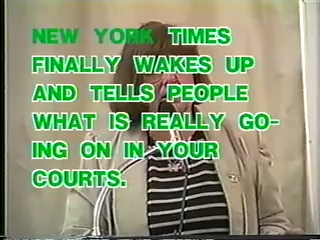 NEW YORK TIMES
FINALLY WAKES UP
AND TELLS PEOPLE
WHAT IS REALLY GO-
ING ON IN YOUR
COURTS.